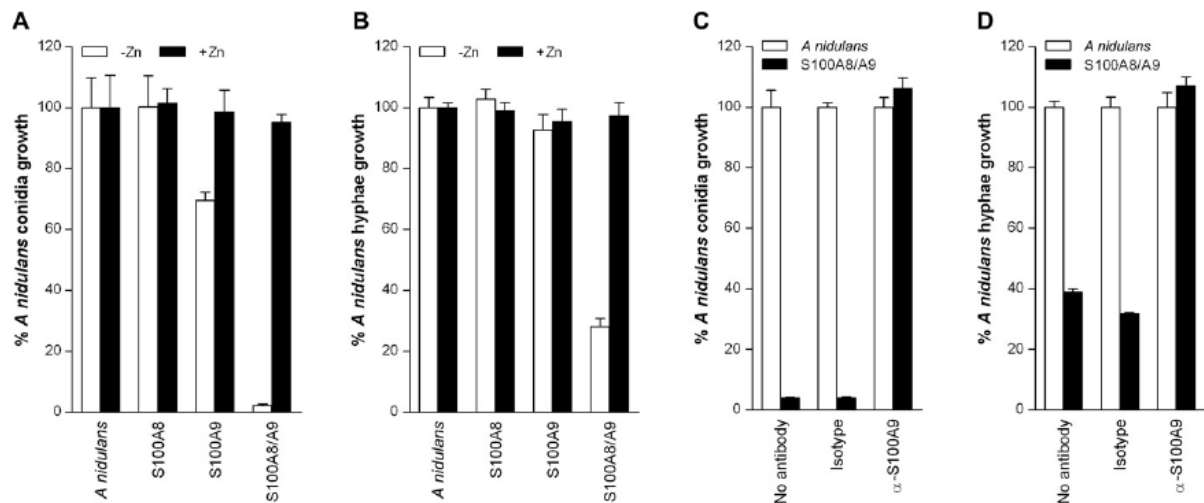 A
-Zn +Zn
120
100
80
60
40
20
0
% A nidulans conidia growth
A nidulans
S100A8
S100A9
S100A8/A9
B
-Zn +Zn
120
100
80
60
40
20
0
% A nidulans hyphae growth
A nidulans
S100A8
S100A9
S100A8/A9
C
A nidulans
S100A8/A9
120
100
80
60
40
20
0
% A nidulans conidia growth
No antibody
Isotype
α-S100A9
D
A nidulans
S100A8/A9
120
100
80
60
40
20
0
% A nidulans hyphae growth
No antibody
Isotype
α-S100A9